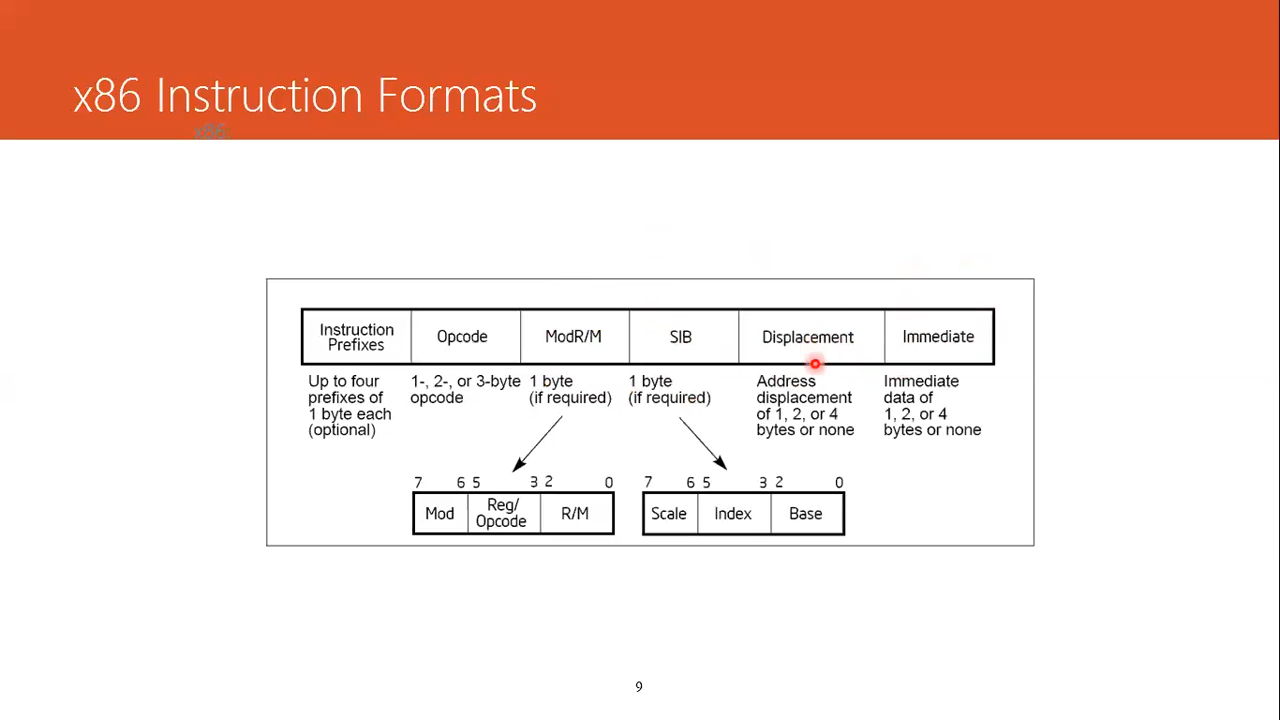 x86 Instruction Formats
x86:
Instruction Prefixes
Opcode
ModR/M
SIB
Displacement
Immediate
Up to four
prefixes of
1 byte each
(optional)
1-, 2-, or 3-byte
opcode
1 byte
(if required)
1 byte
(if required)
Address
displacement
of 1, 2, or 4
bytes or none
Immediate
data of
1, 2, or 4
bytes or none
7 6 5 3 2 0
Mod
Reg/
Opcode
R/M
7 6 5 3 2 0
Scale
Index
Base
9